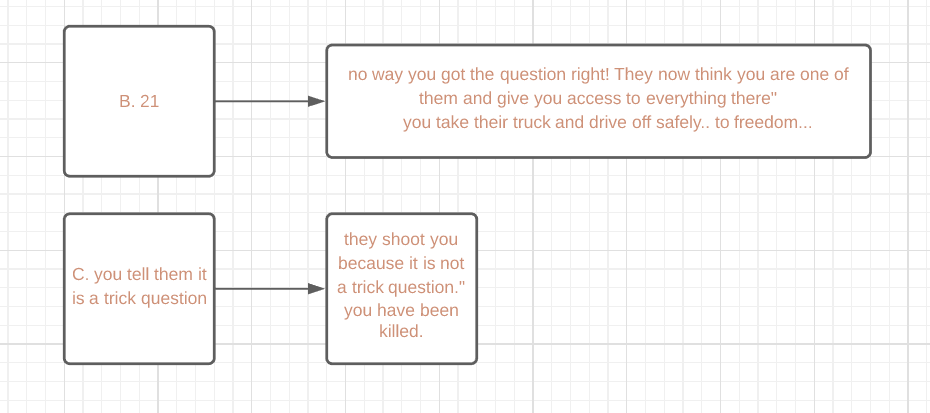 B. 21
no way you got the question right! They now think you are one of
them and give you access to everything there"
you take their truck and drive off safely.. to freedom...
C. you tell them it
is a trick question
they shoot you
because it is not
a trick question."
you have been
killed.